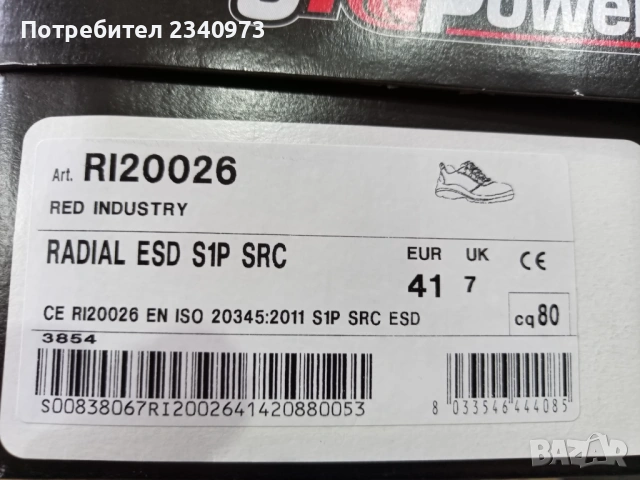 Потребител 2340973
Power
Art. RI20026
RED INDUSTRY
RADIAL ESD S1P SRC
EUR UK
41 7
CE
CE RI20026 EN ISO 20345:2011 S1P SRC ESD
cq 80
3854
S00838067RI2002641420880053
8 033546 444085
BAZAR